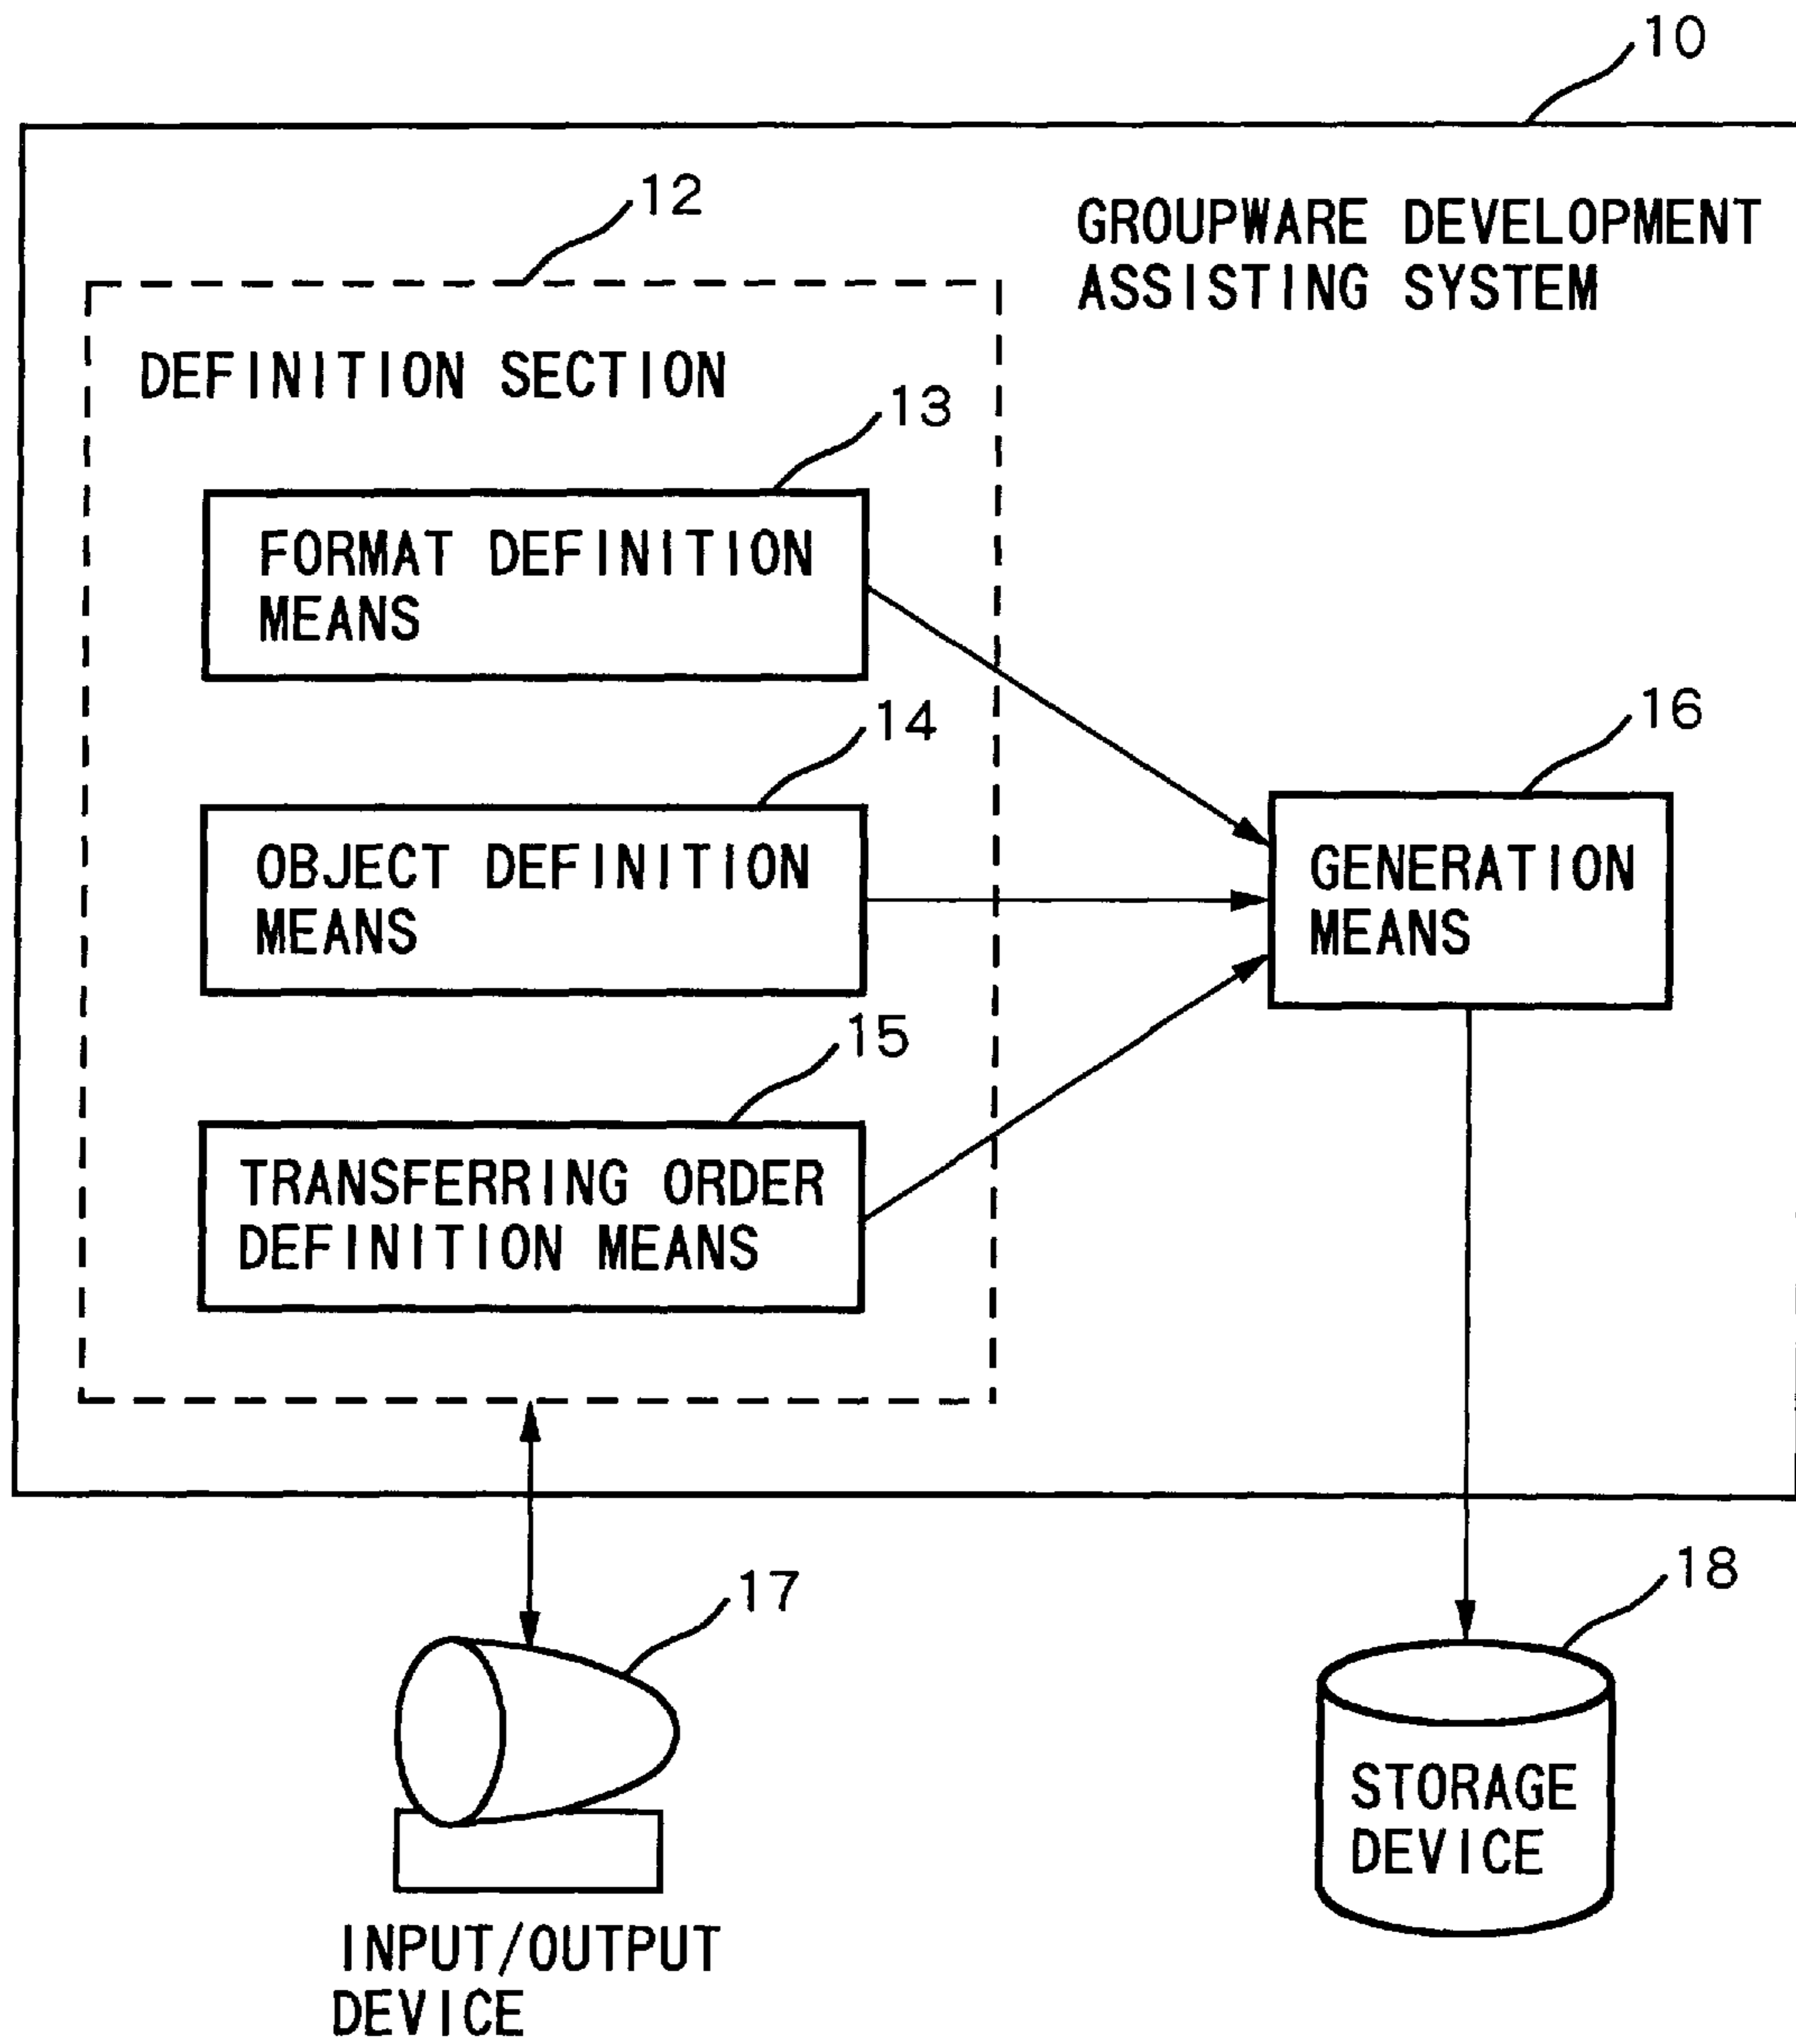 10
12
GROUPWARE DEVELOPMENT
ASSISTING SYSTEM
DEFINITION SECTION
13
FORMAT DEFINITION
MEANS
14
OBJECT DEFINITION
MEANS
16
GENERATION
MEANS
15
TRANSFERRING ORDER
DEFINITION MEANS
17
18
STORAGE
DEVICE
INPUT/OUTPUT
DEVICE